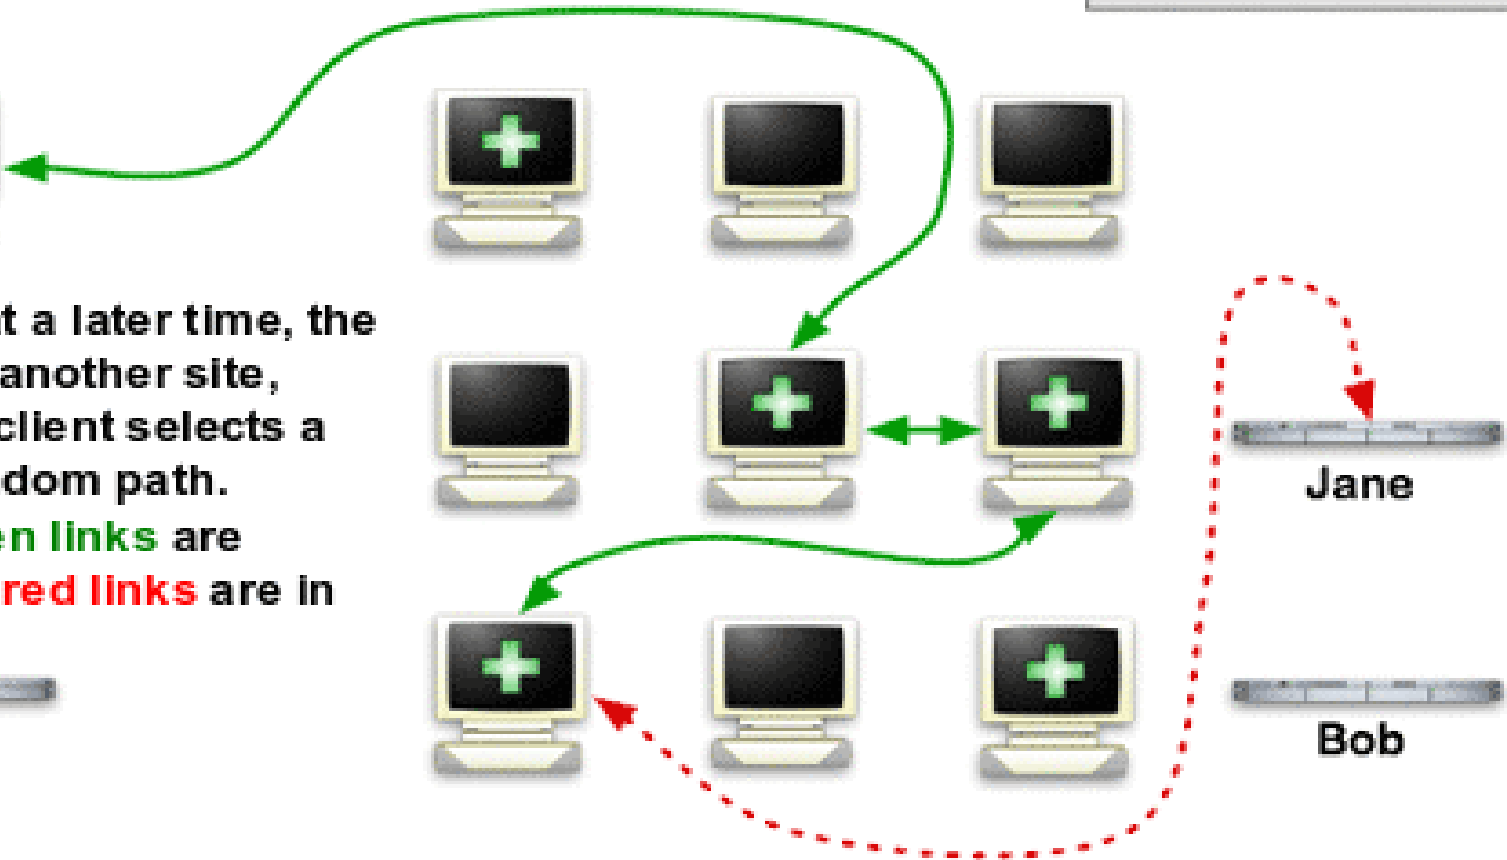 t a later time, the
another site,
client selects a
dom path.
en links are
red links are in
Jane
Bob